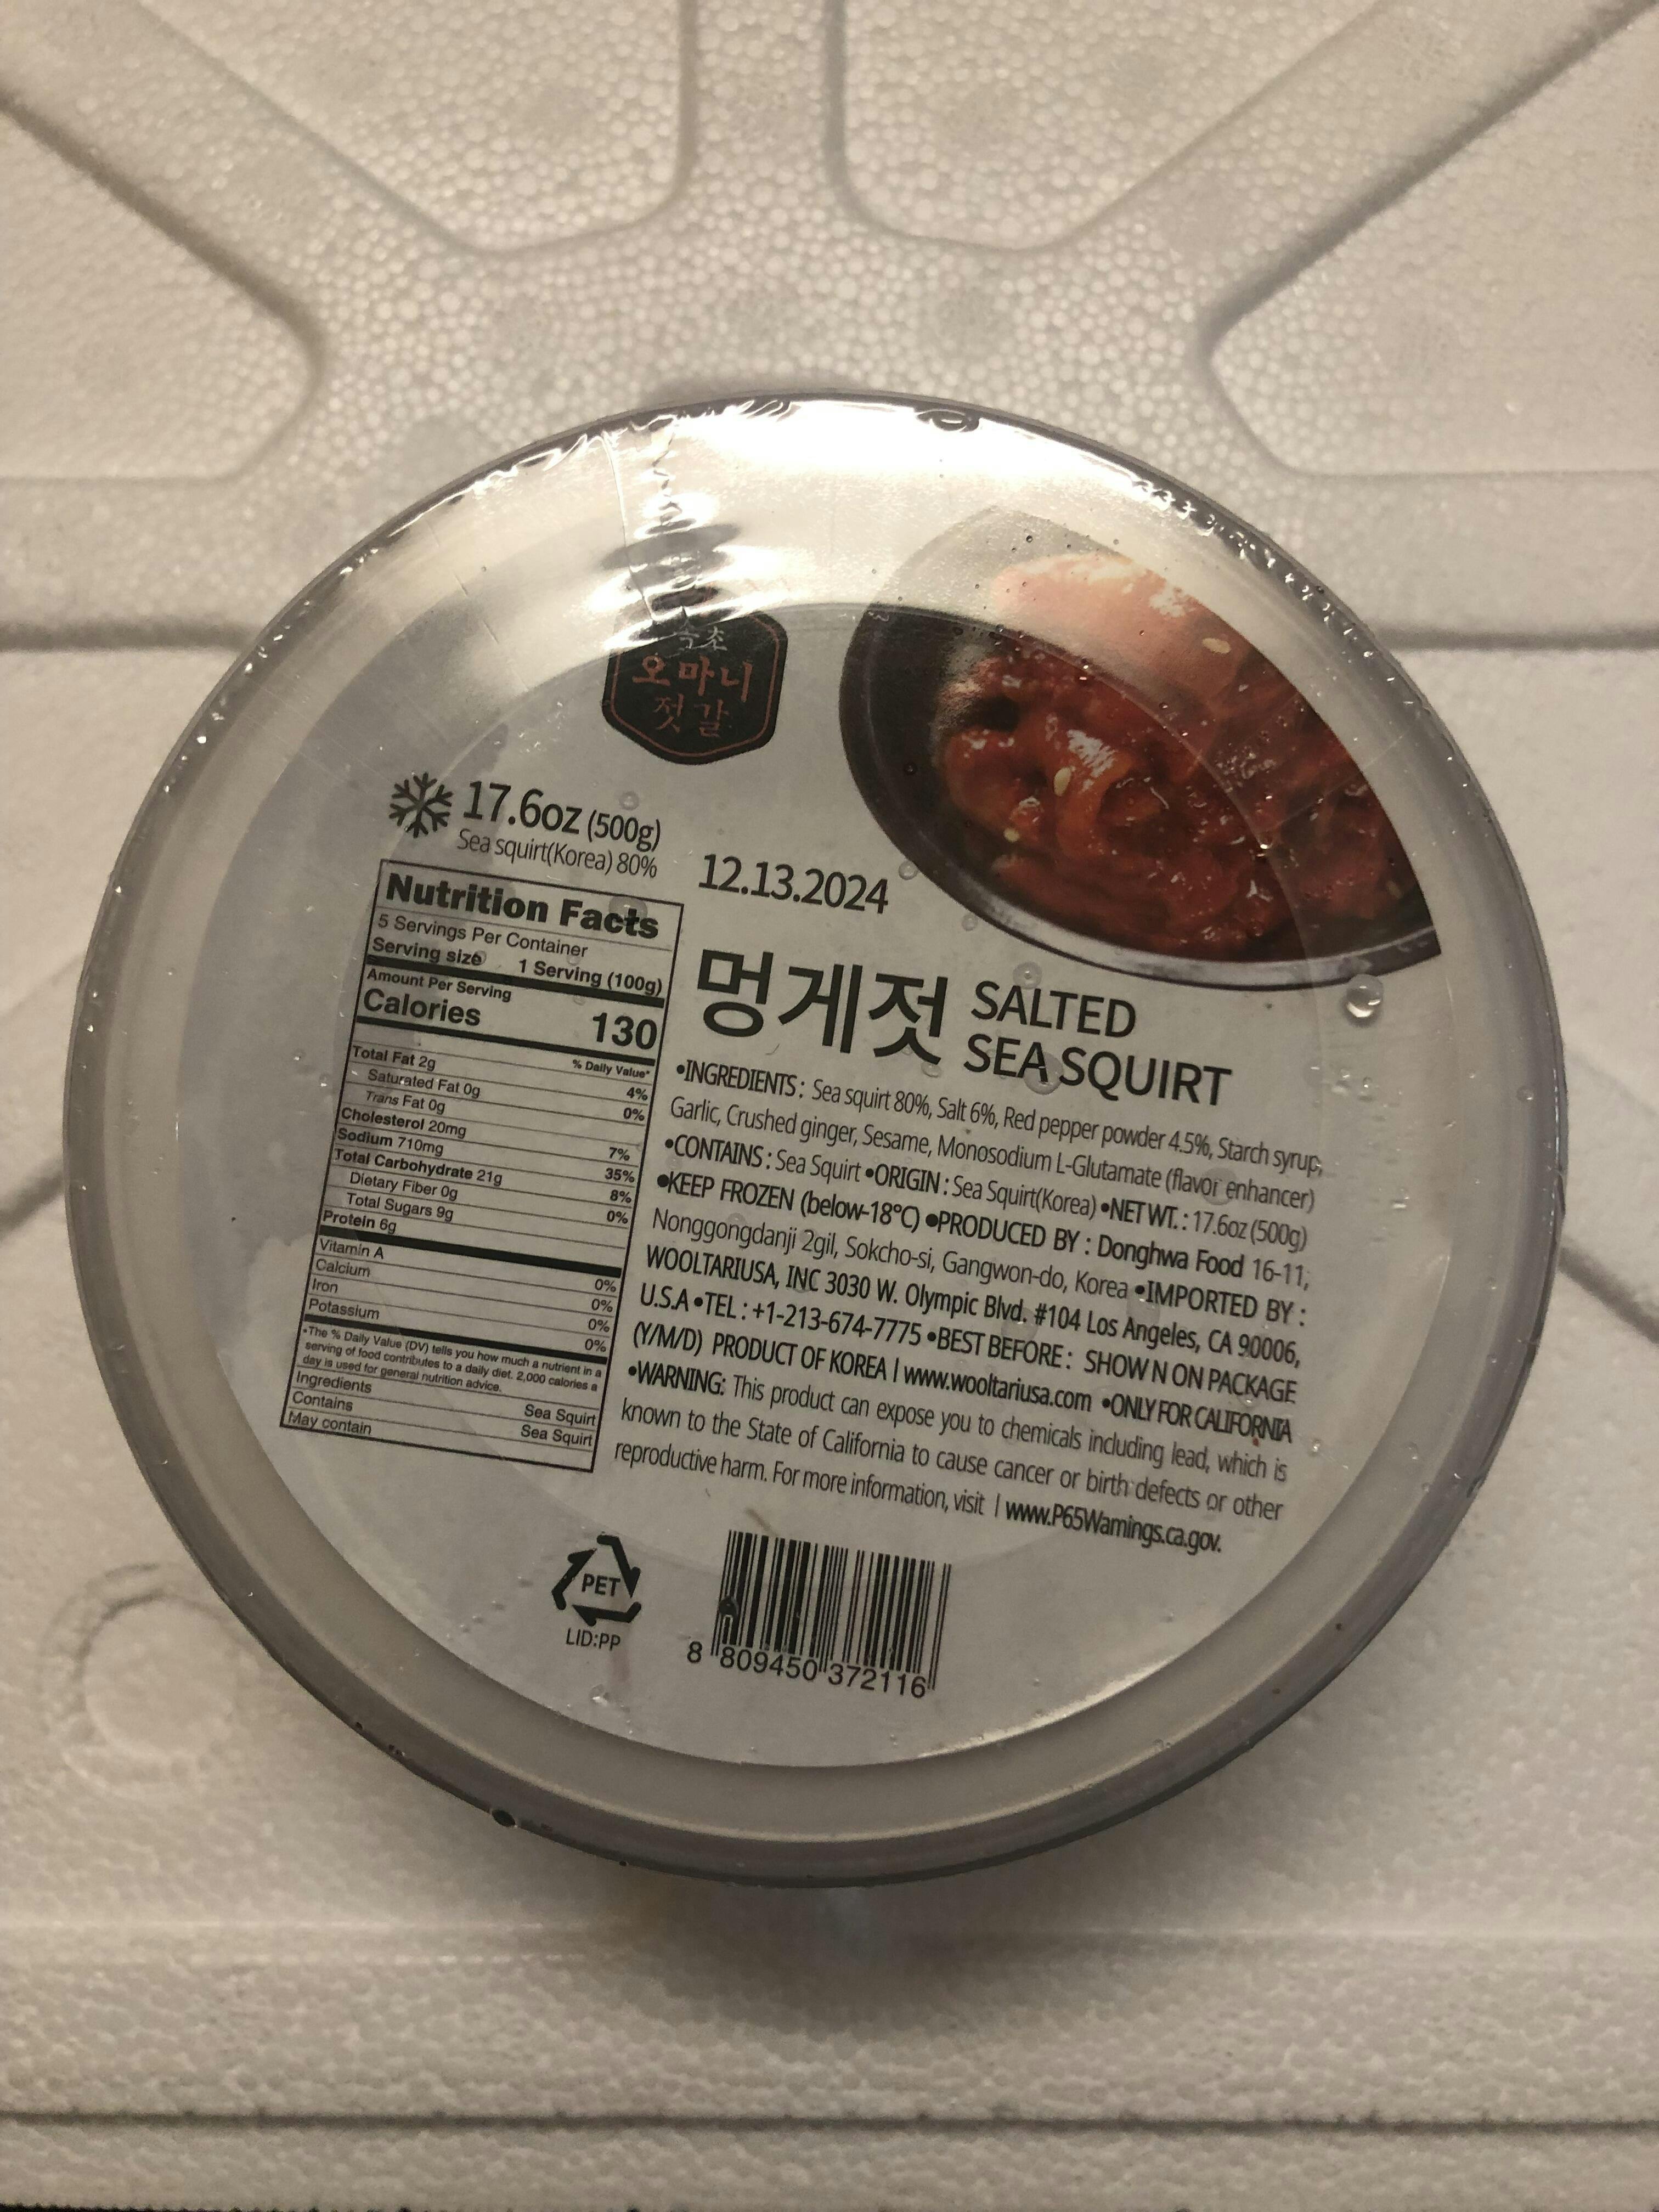 속초
오마니
젓갈
17.6oz (500g)
Sea squirt(Korea) 80%
12.13.2024
Nutrition Facts
5 Servings Per Container
Serving size 1 Serving (100g)
Amount Per Serving
Calories 130
% Daily Value*
Total Fat 2g 4%
Saturated Fat 0g 0%
Trans Fat 0g
Cholesterol 20mg 7%
Sodium 710mg 35%
Total Carbohydrate 21g 8%
Dietary Fiber 0g 0%
Total Sugars 9g
Protein 6g
Vitamin A 0%
Calcium 0%
Iron 0%
Potassium 0%
*The % Daily Value (DV) tells you how much a nutrient in a
serving of food contributes to a daily diet. 2,000 calories a
day is used for general nutrition advice.
Ingredients Sea Squirt
Contains Sea Squirt
May contain
멍게젓 SALTED
SEA SQUIRT
•INGREDIENTS : Sea squirt 80%, Salt 6%, Red pepper powder 4.5%, Starch syrup,
Garlic, Crushed ginger, Sesame, Monosodium L-Glutamate (flavor enhancer)
•CONTAINS : Sea Squirt •ORIGIN : Sea Squirt(Korea) •NET WT. : 17.6oz (500g)
•KEEP FROZEN (below-18°C) •PRODUCED BY : Donghwa Food 16-11,
Nonggongdanji 2gil, Sokcho-si, Gangwon-do, Korea •IMPORTED BY :
WOOLTARIUSA, INC 3030 W. Olympic Blvd. #104 Los Angeles, CA 90006,
U.S.A •TEL : +1-213-674-7775 •BEST BEFORE : SHOW N ON PACKAGE
(Y/M/D) PRODUCT OF KOREA | www.wooltariusa.com •ONLY FOR CALIFORNIA
•WARNING: This product can expose you to chemicals including lead, which is
known to the State of California to cause cancer or birth defects or other
reproductive harm. For more information, visit | www.P65Warnings.ca.gov.
PET
LID:PP
8 809450 372116